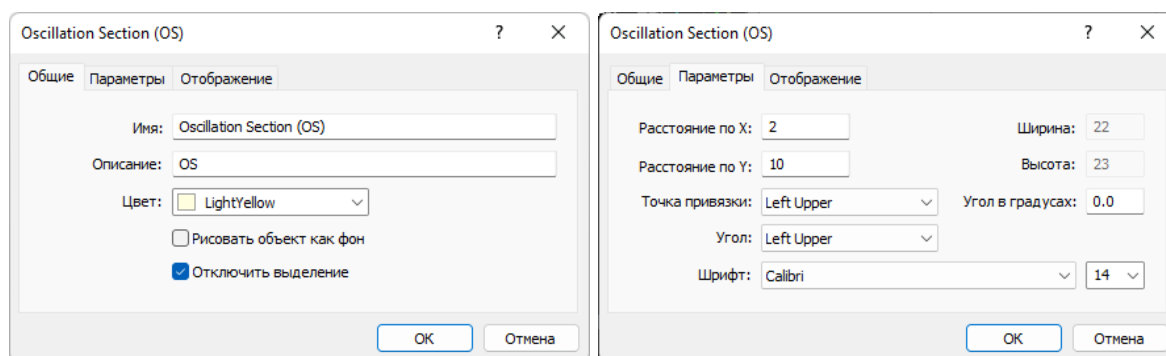 Oscillation Section (OS) ?
Общие Параметры Отображение
Имя: Oscillation Section (OS)
Описание: OS
Цвет: LightYellow
Рисовать объект как фон
Отключить выделение
OK Отмена
Oscillation Section (OS) ?
Общие Параметры Отображение
Расстояние по X: 2 Ширина: 22
Расстояние по Y: 10 Высота: 23
Точка привязки: Left Upper Угол в градусах: 0.0
Угол: Left Upper
Шрифт: Calibri 14
OK Отмена